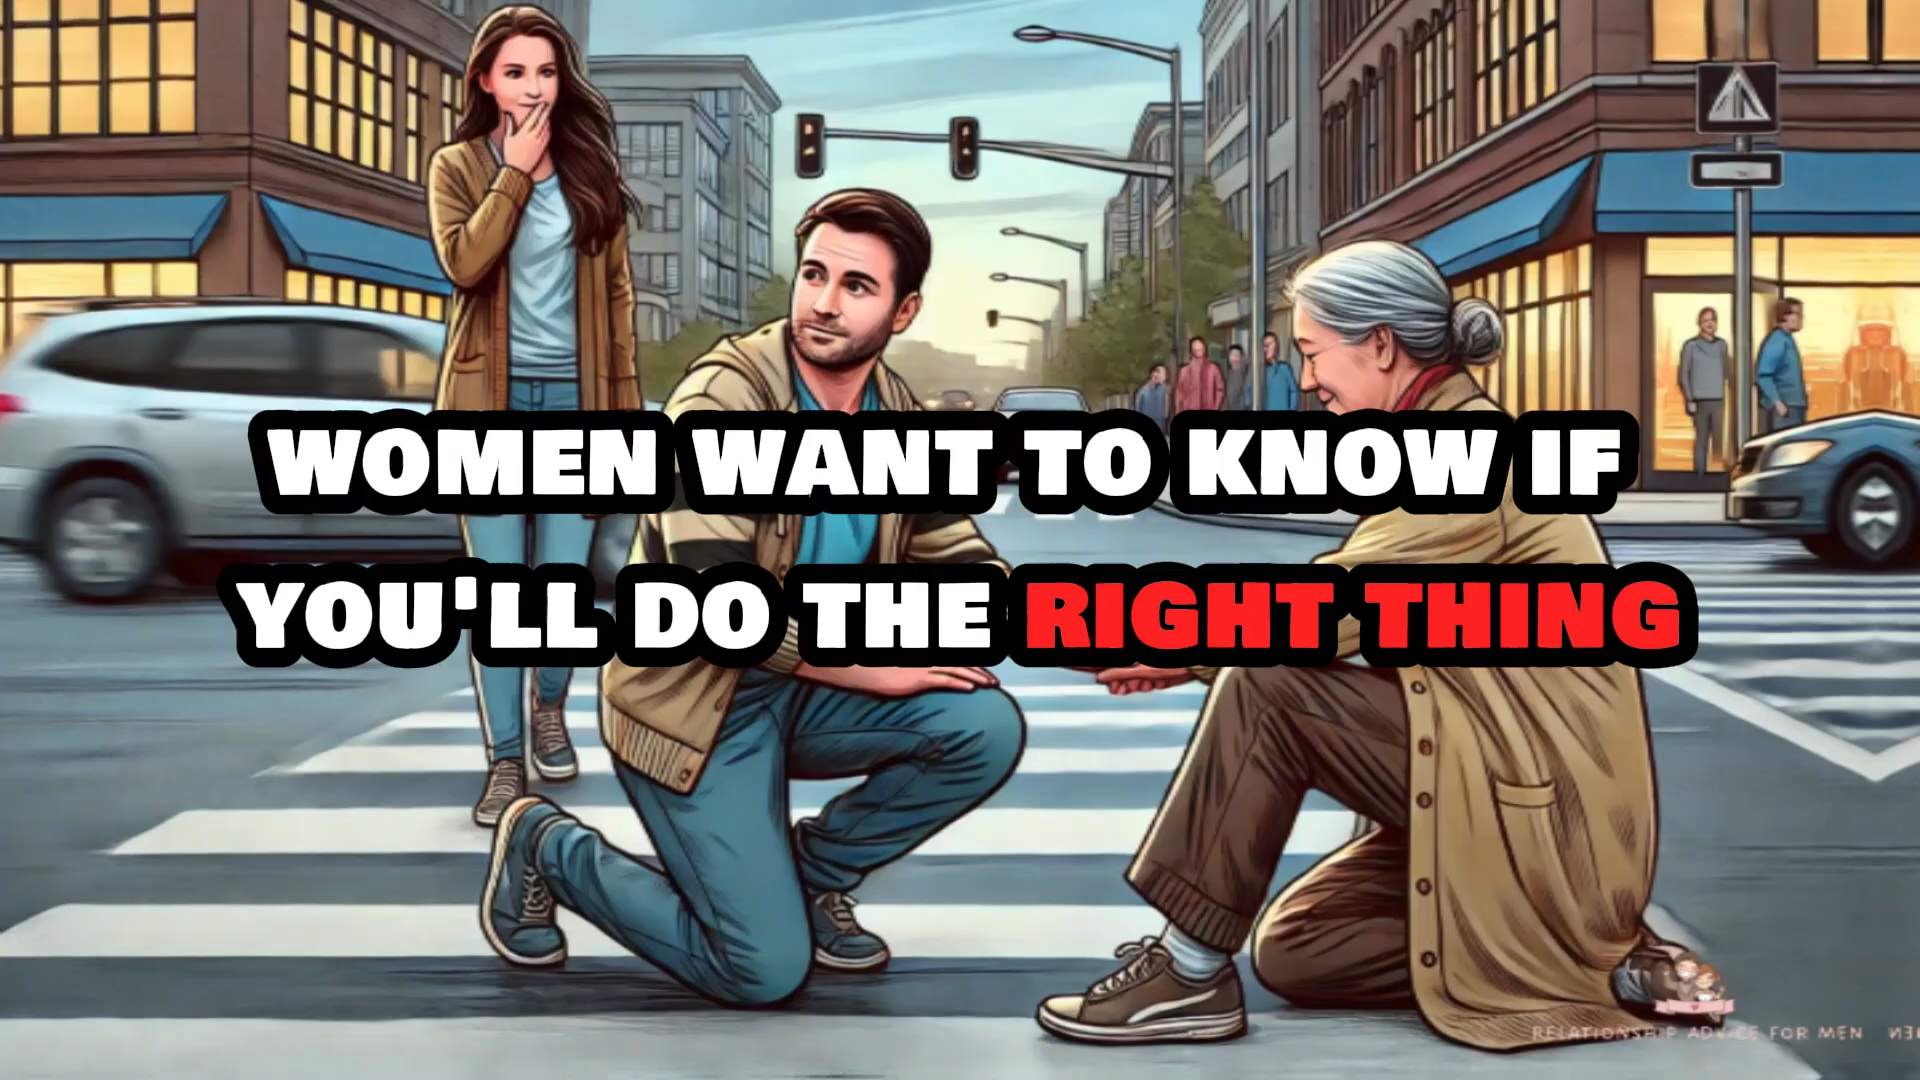 WOMEN WANT TO KNOW IF
YOU'LL DO THE RIGHT THING
RELATIONSHIP ADVICE FOR MEN